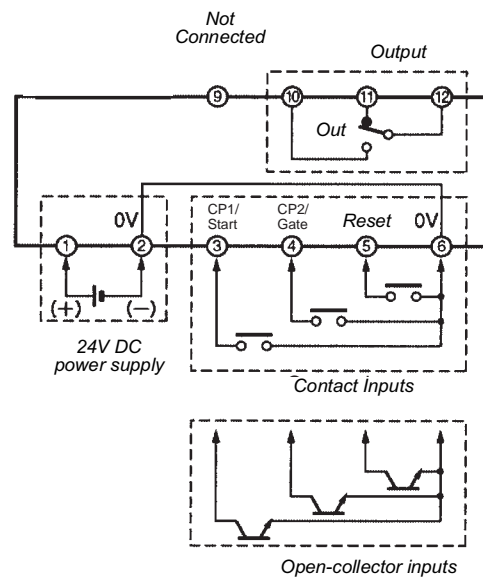 Not
Connected
Output
9
10
11
12
Out
0V
CP1/
Start
CP2/
Gate
Reset
0V
1
2
3
4
5
6
(+)
(−)
24V DC
power supply
Contact Inputs
Open-collector inputs